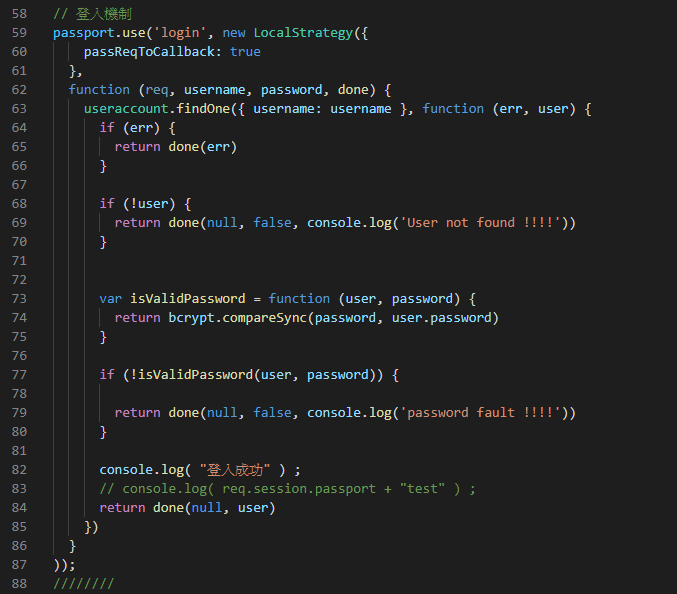 58 // 登入機制
59 passport.use('login', new LocalStrategy({
60     passReqToCallback: true
61   },
62   function (req, username, password, done) {
63     useraccount.findOne({ username: username }, function (err, user) {
64       if (err) {
65         return done(err)
66       }
67
68       if (!user) {
69         return done(null, false, console.log('User not found !!!!'))
70       }
71
72
73       var isValidPassword = function (user, password) {
74         return bcrypt.compareSync(password, user.password)
75       }
76
77       if (!isValidPassword(user, password)) {
78
79         return done(null, false, console.log('password fault !!!!'))
80       }
81
82       console.log( "登入成功" ) ;
83       // console.log( req.session.passport + "test" ) ;
84       return done(null, user)
85     })
86   }
87 ));
88 ////////